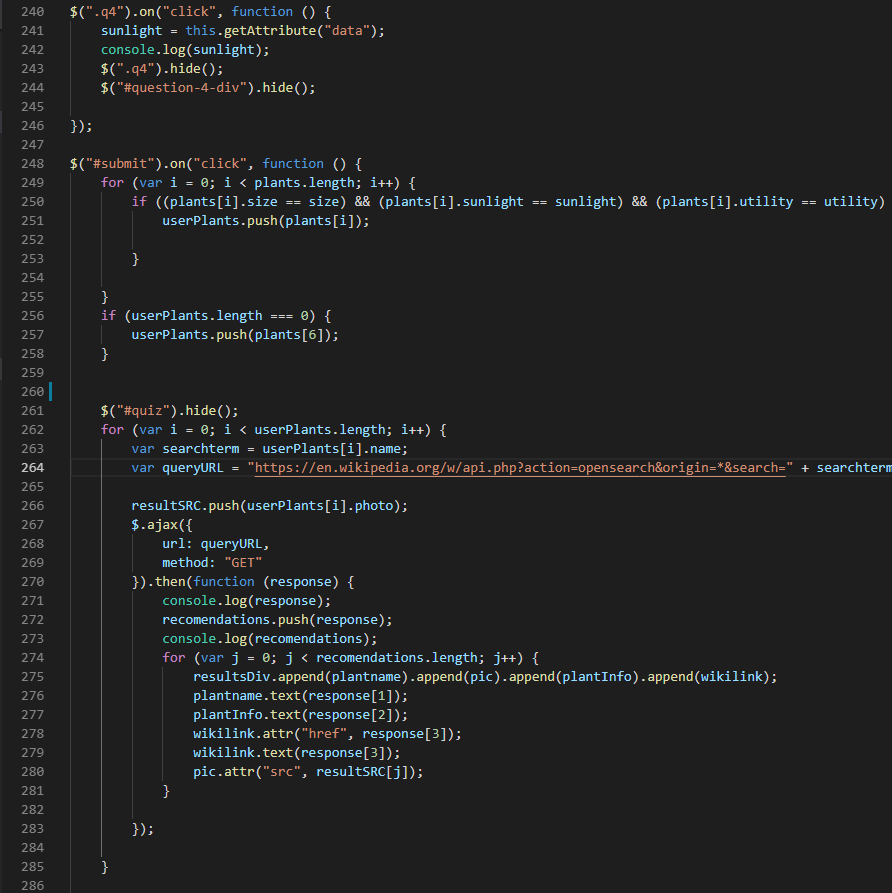 240 $(".q4").on("click", function () {
241     sunlight = this.getAttribute("data");
242     console.log(sunlight);
243     $(".q4").hide();
244     $("#question-4-div").hide();
245
246 });
247
248 $("#submit").on("click", function () {
249     for (var i = 0; i < plants.length; i++) {
250         if ((plants[i].size == size) && (plants[i].sunlight == sunlight) && (plants[i].utility == utility)
251             userPlants.push(plants[i]);
252
253         }
254
255     }
256     if (userPlants.length === 0) {
257         userPlants.push(plants[6]);
258     }
259
260
261     $("#quiz").hide();
262     for (var i = 0; i < userPlants.length; i++) {
263         var searchterm = userPlants[i].name;
264         var queryURL = "https://en.wikipedia.org/w/api.php?action=opensearch&origin=*&search=" + searchterm
265
266         resultSRC.push(userPlants[i].photo);
267         $.ajax({
268             url: queryURL,
269             method: "GET"
270         }).then(function (response) {
271             console.log(response);
272             recomendations.push(response);
273             console.log(recomendations);
274             for (var j = 0; j < recomendations.length; j++) {
275                 resultsDiv.append(plantname).append(pic).append(plantInfo).append(wikilink);
276                 plantname.text(response[1]);
277                 plantInfo.text(response[2]);
278                 wikilink.attr("href", response[3]);
279                 wikilink.text(response[3]);
280                 pic.attr("src", resultSRC[j]);
281             }
282
283         });
284
285     }
286